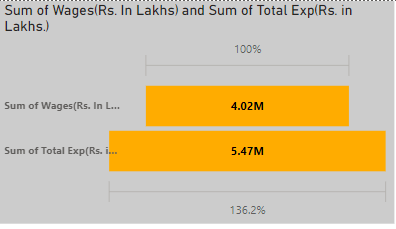 Sum of Wages(Rs. In Lakhs) and Sum of Total Exp(Rs. in
Lakhs.)
100%
Sum of Wages(Rs. In L...
4.02M
Sum of Total Exp(Rs. i...
5.47M
136.2%